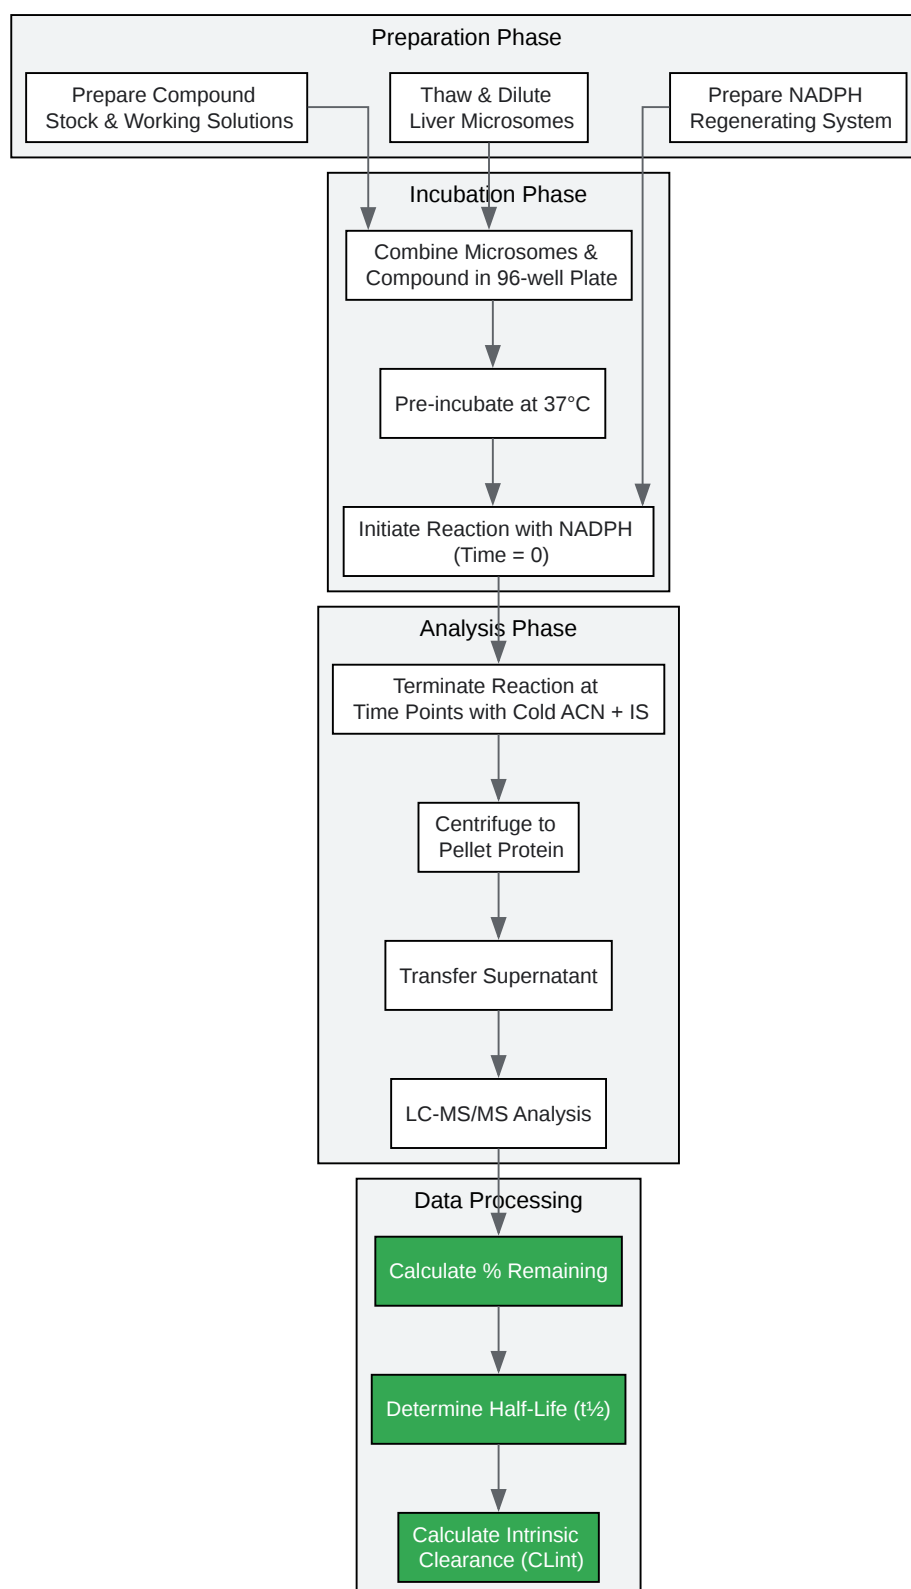 Preparation Phase
Prepare Compound
Stock & Working Solutions
Thaw & Dilute
Liver Microsomes
Prepare NADPH
Regenerating System
Incubation Phase
Combine Microsomes &
Compound in 96-well Plate
Pre-incubate at 37°C
Initiate Reaction with NADPH
(Time = 0)
Analysis Phase
Terminate Reaction at
Time Points with Cold ACN + IS
Centrifuge to
Pellet Protein
Transfer Supernatant
LC-MS/MS Analysis
Data Processing
Calculate % Remaining
Determine Half-Life (t½)
Calculate Intrinsic
Clearance (CLint)